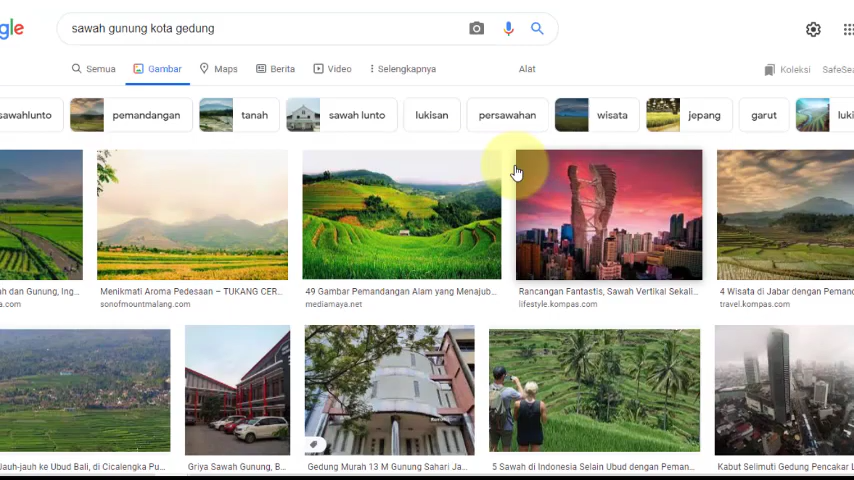 gle
sawah gunung kota gedung
Semua Gambar Maps Berita Video Selengkapnya Alat Koleksi SafeSea
sawahlunto pemandangan tanah sawah lunto lukisan persawahan wisata jepang garut luki
h dan Gunung, Ing... Menikmati Aroma Pedesaan – TUKANG CER... 49 Gambar Pemandangan Alam yang Menajub... Rancangan Fantastis, Sawah Vertikal Sekali... 4 Wisata di Jabar dengan Pemand
a.com sonofmountmalang.com mediamaya.net lifestyle.kompas.com travel.kompas.com
Jauh-jauh ke Ubud Bali, di Cicalengka Pu... Griya Sawah Gunung, B... Gedung Murah 13 M Gunung Sahari Ja... 5 Sawah di Indonesia Selain Ubud dengan Peman... Kabut Selimuti Gedung Pencakar L